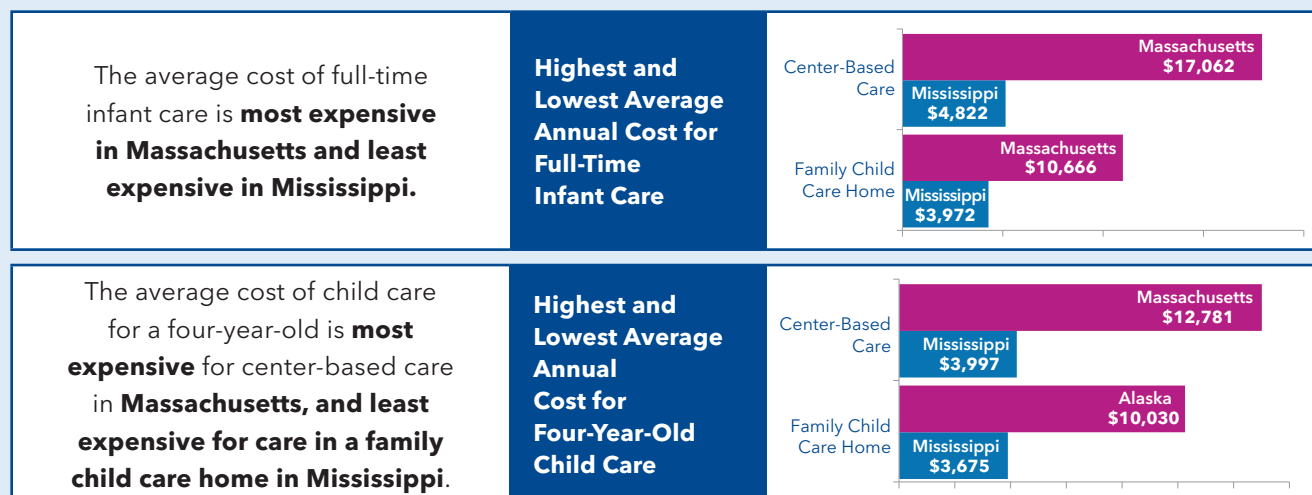 The average cost of full-time
infant care is most expensive
in Massachusetts and least
expensive in Mississippi.
Highest and
Lowest Average
Annual Cost for
Full-Time
Infant Care
Center-Based
Care
Massachusetts
$17,062
Mississippi
$4,822
Family Child
Care Home
Massachusetts
$10,666
Mississippi
$3,972
The average cost of child care
for a four-year-old is most
expensive for center-based care
in Massachusetts, and least
expensive for care in a family
child care home in Mississippi.
Highest and
Lowest Average
Annual
Cost for
Four-Year-Old
Child Care
Center-Based
Care
Massachusetts
$12,781
Mississippi
$3,997
Family Child
Care Home
Alaska
$10,030
Mississippi
$3,675